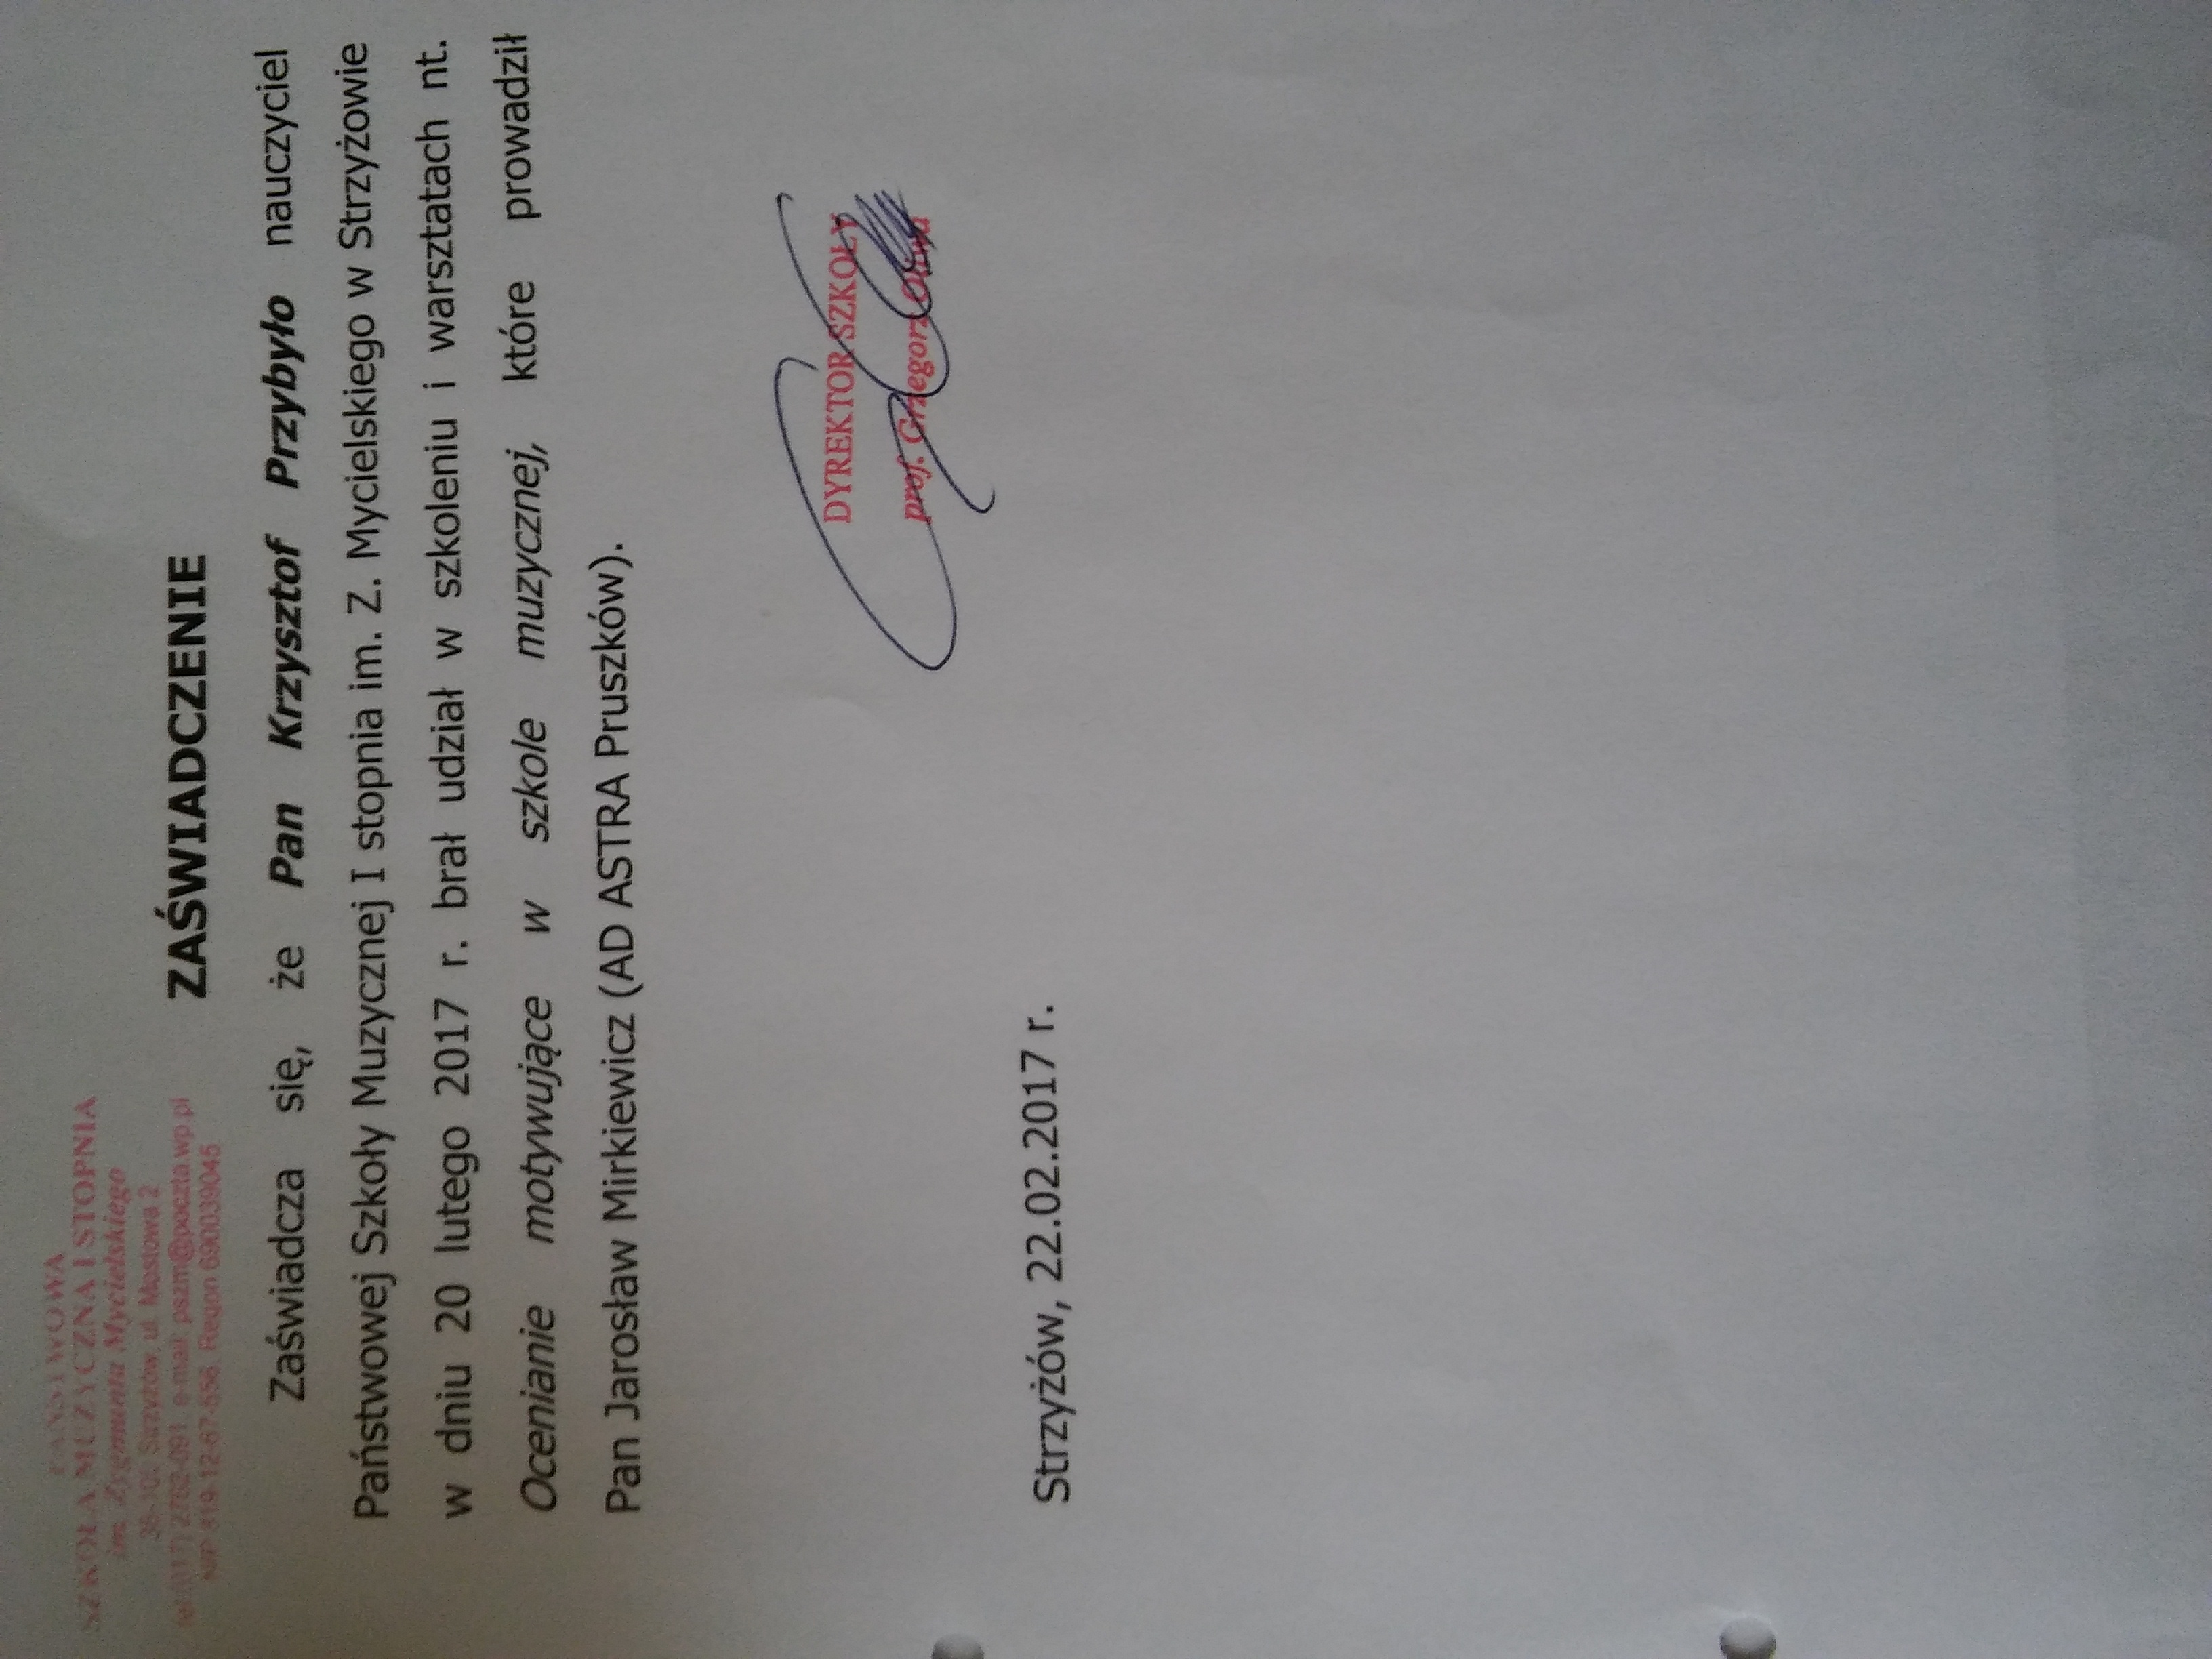 PAŃSTWOWA
SZKOŁA MUZYCZNA I STOPNIA
im. Zygmunta Mycielskiego
38-100 Strzyżów, ul. Mostowa 2
tel. (017) 2762-091 e-mail: pszm@poczta.wp.pl
NIP 819-12-67-556, Regon 690039045
ZAŚWIADCZENIE
Zaświadcza się, że Pan Krzysztof Przybyło nauczyciel
Państwowej Szkoły Muzycznej I stopnia im. Z. Mycielskiego w Strzyżowie
w dniu 20 lutego 2017 r. brał udział w szkoleniu i warsztatach nt.
Ocenianie motywujące w szkole muzycznej, które prowadził
Pan Jarosław Mirkiewicz (AD ASTRA Pruszków).
DYREKTOR SZKOŁY
prof. Grzegorz
Strzyżów, 22.02.2017 r.